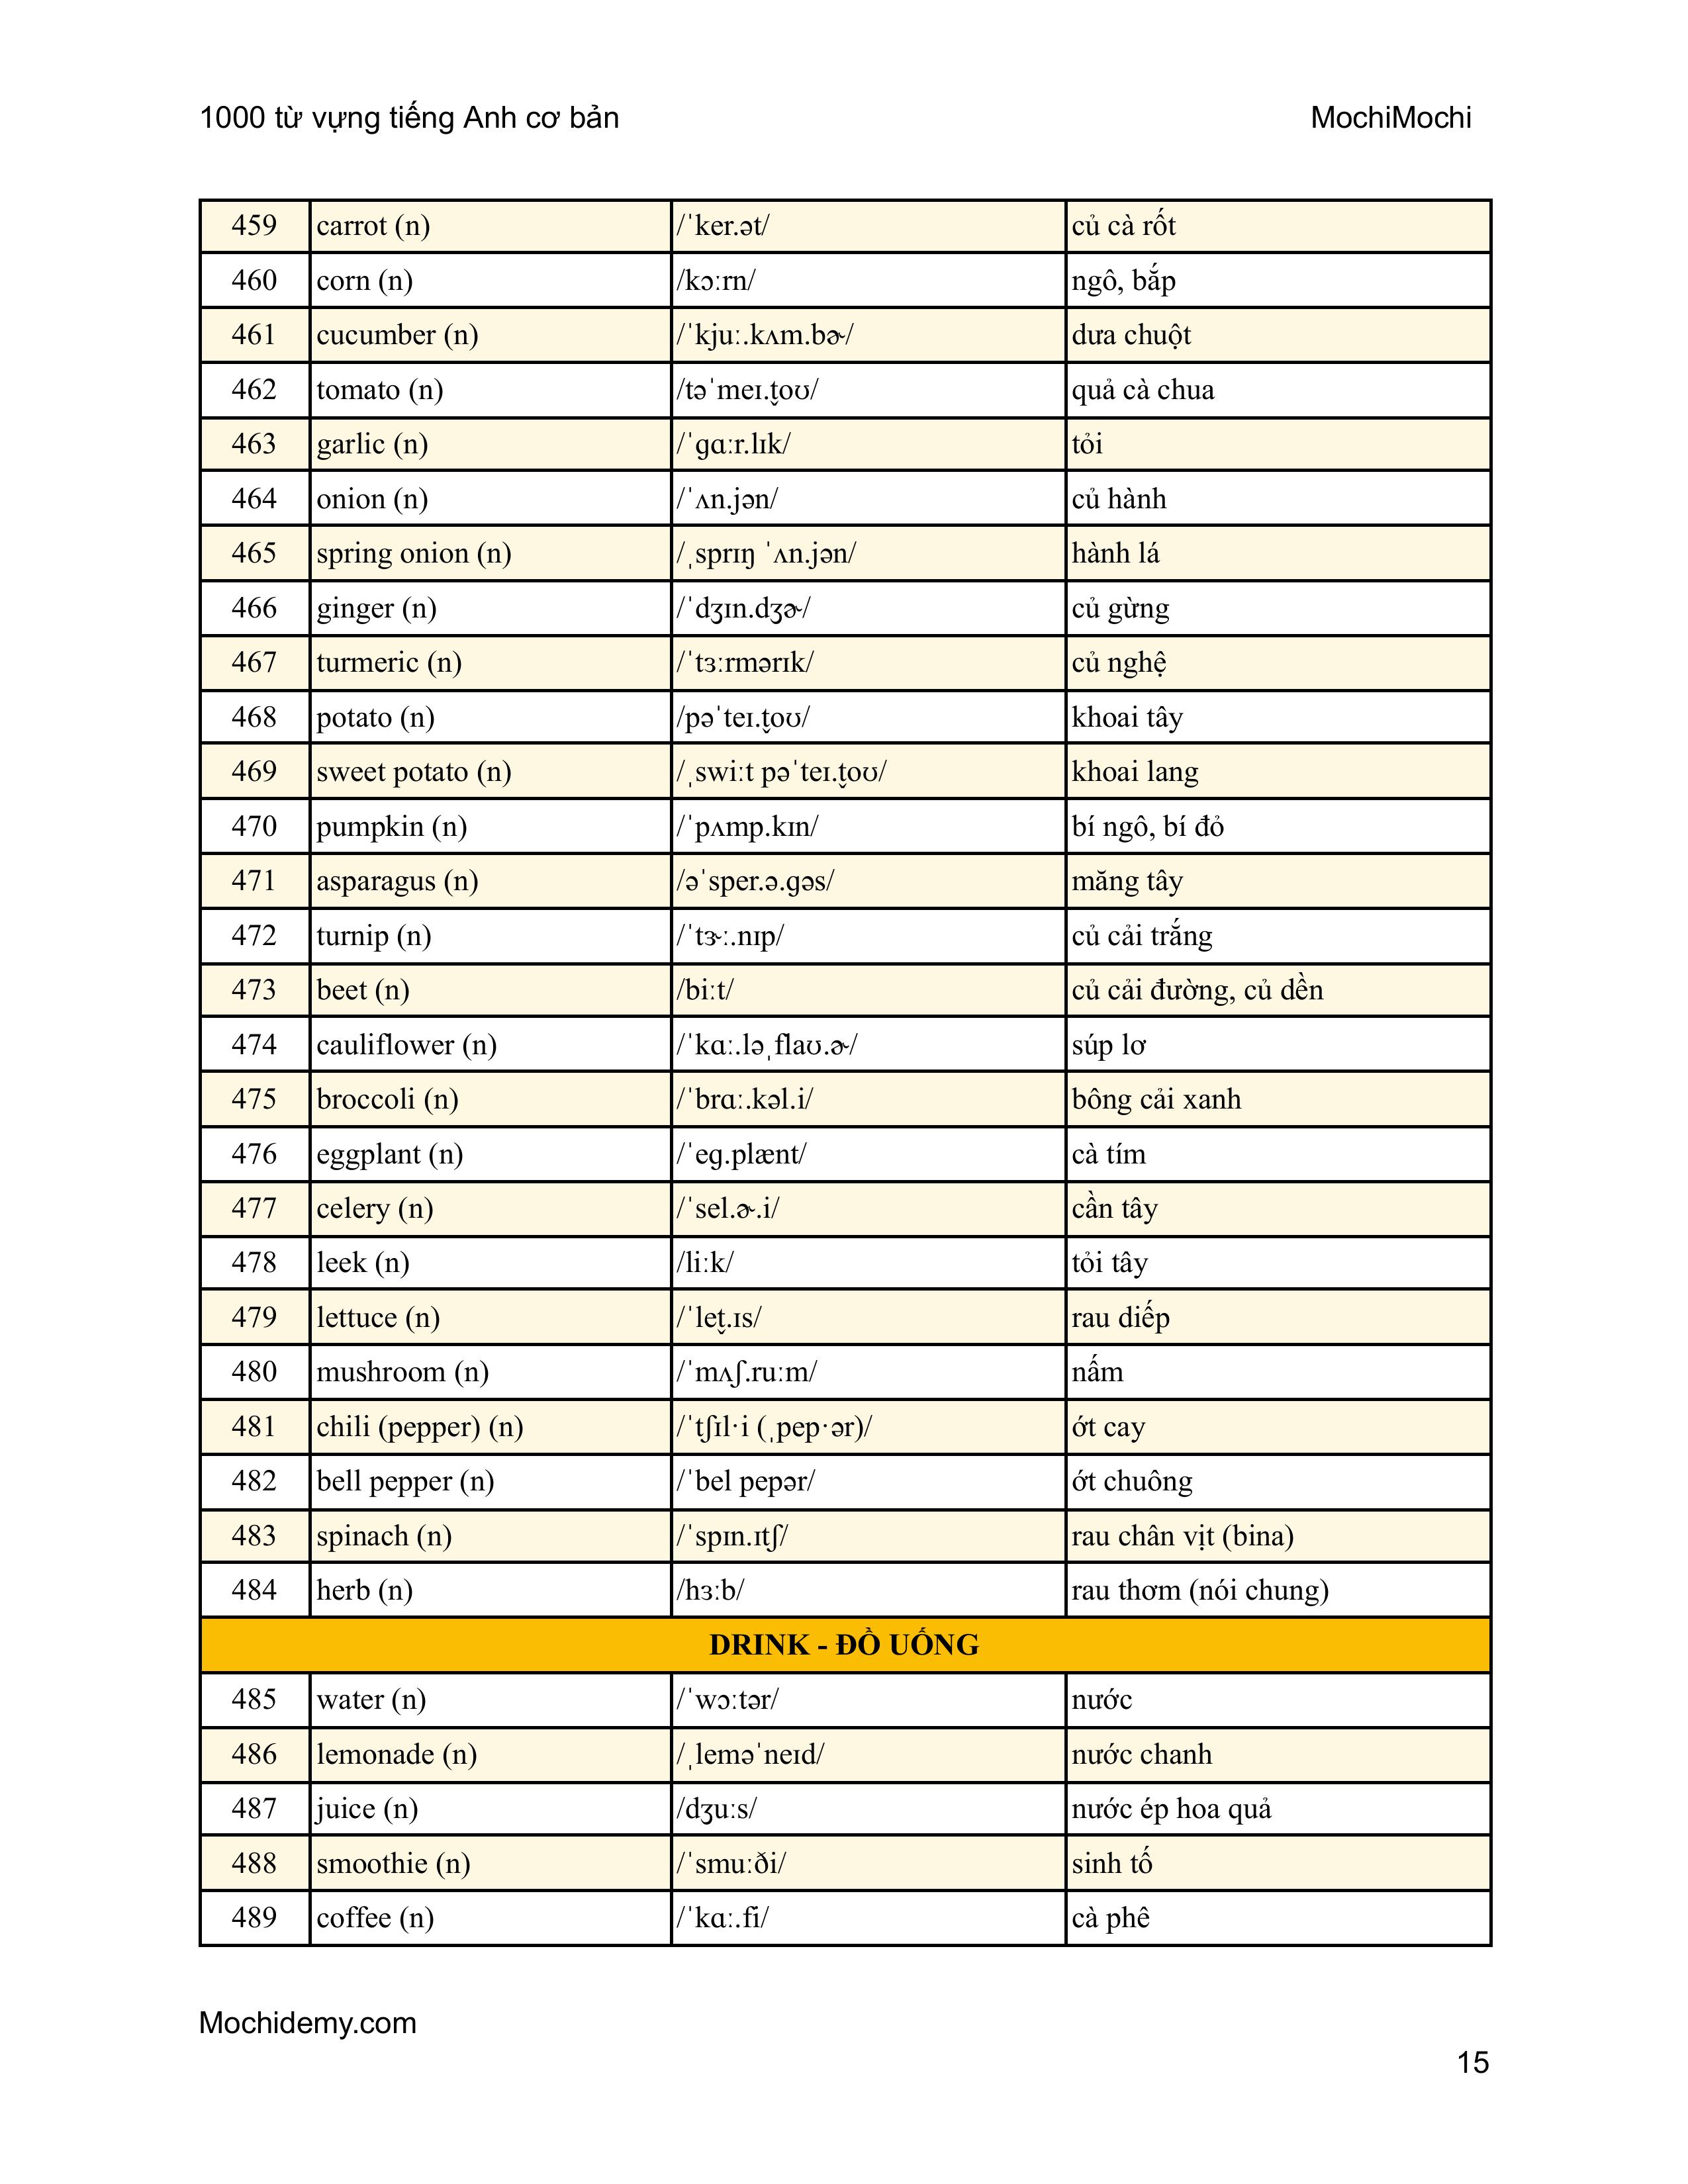 1000 từ vựng tiếng Anh cơ bản MochiMochi
459 carrot (n) /ˈker.ət/ củ cà rốt
460 corn (n) /kɔːrn/ ngô, bắp
461 cucumber (n) /ˈkjuː.kʌm.bɚ/ dưa chuột
462 tomato (n) /təˈmeɪ.t̬oʊ/ quả cà chua
463 garlic (n) /ˈɡɑːr.lɪk/ tỏi
464 onion (n) /ˈʌn.jən/ củ hành
465 spring onion (n) /ˌsprɪŋ ˈʌn.jən/ hành lá
466 ginger (n) /ˈdʒɪn.dʒɚ/ củ gừng
467 turmeric (n) /ˈtɜːrmərɪk/ củ nghệ
468 potato (n) /pəˈteɪ.t̬oʊ/ khoai tây
469 sweet potato (n) /ˌswiːt pəˈteɪ.t̬oʊ/ khoai lang
470 pumpkin (n) /ˈpʌmp.kɪn/ bí ngô, bí đỏ
471 asparagus (n) /əˈsper.ə.ɡəs/ măng tây
472 turnip (n) /ˈtɝː.nɪp/ củ cải trắng
473 beet (n) /biːt/ củ cải đường, củ dền
474 cauliflower (n) /ˈkɑː.ləˌflaʊ.ɚ/ súp lơ
475 broccoli (n) /ˈbrɑː.kəl.i/ bông cải xanh
476 eggplant (n) /ˈeɡ.plænt/ cà tím
477 celery (n) /ˈsel.ɚ.i/ cần tây
478 leek (n) /liːk/ tỏi tây
479 lettuce (n) /ˈlet̬.ɪs/ rau diếp
480 mushroom (n) /ˈmʌʃ.ruːm/ nấm
481 chili (pepper) (n) /ˈtʃɪl·i (ˌpep·ər)/ ớt cay
482 bell pepper (n) /ˈbel pepər/ ớt chuông
483 spinach (n) /ˈspɪn.ɪtʃ/ rau chân vịt (bina)
484 herb (n) /hɜːb/ rau thơm (nói chung)
DRINK - ĐỒ UỐNG
485 water (n) /ˈwɔːtər/ nước
486 lemonade (n) /ˌleməˈneɪd/ nước chanh
487 juice (n) /dʒuːs/ nước ép hoa quả
488 smoothie (n) /ˈsmuːði/ sinh tố
489 coffee (n) /ˈkɑː.fi/ cà phê
Mochidemy.com
15